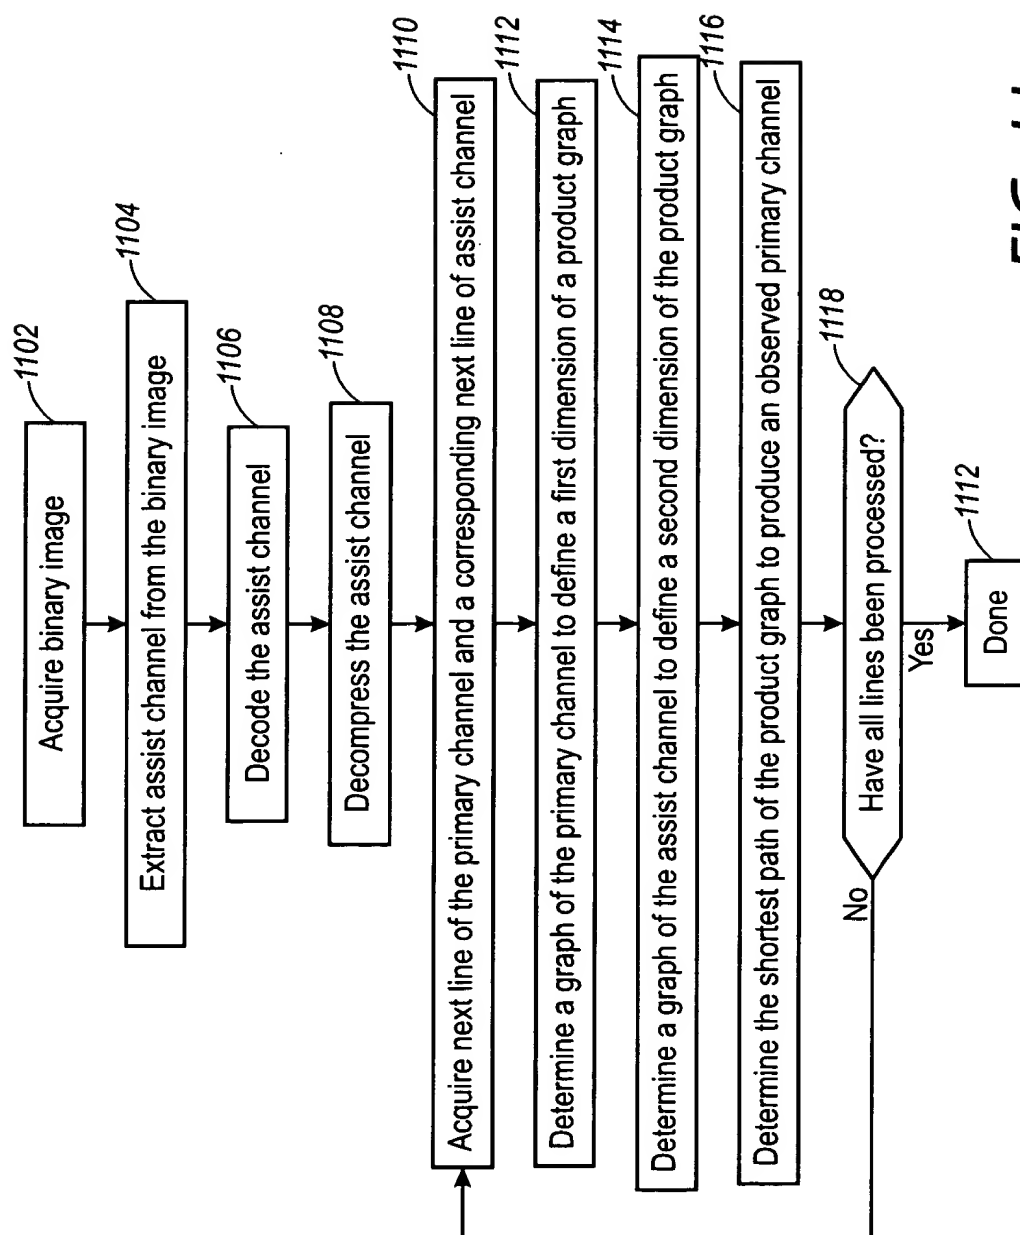 1102
Acquire binary image
1104
Extract assist channel from the binary image
1106
Decode the assist channel
1108
Decompress the assist channel
1110
Acquire next line of the primary channel and a corresponding next line of assist channel
1112
Determine a graph of the primary channel to define a first dimension of a product graph
1114
Determine a graph of the assist channel to define a second dimension of the product graph
1116
Determine the shortest path of the product graph to produce an observed primary channel
1118
Have all lines been processed?
No
Yes
1112
Done